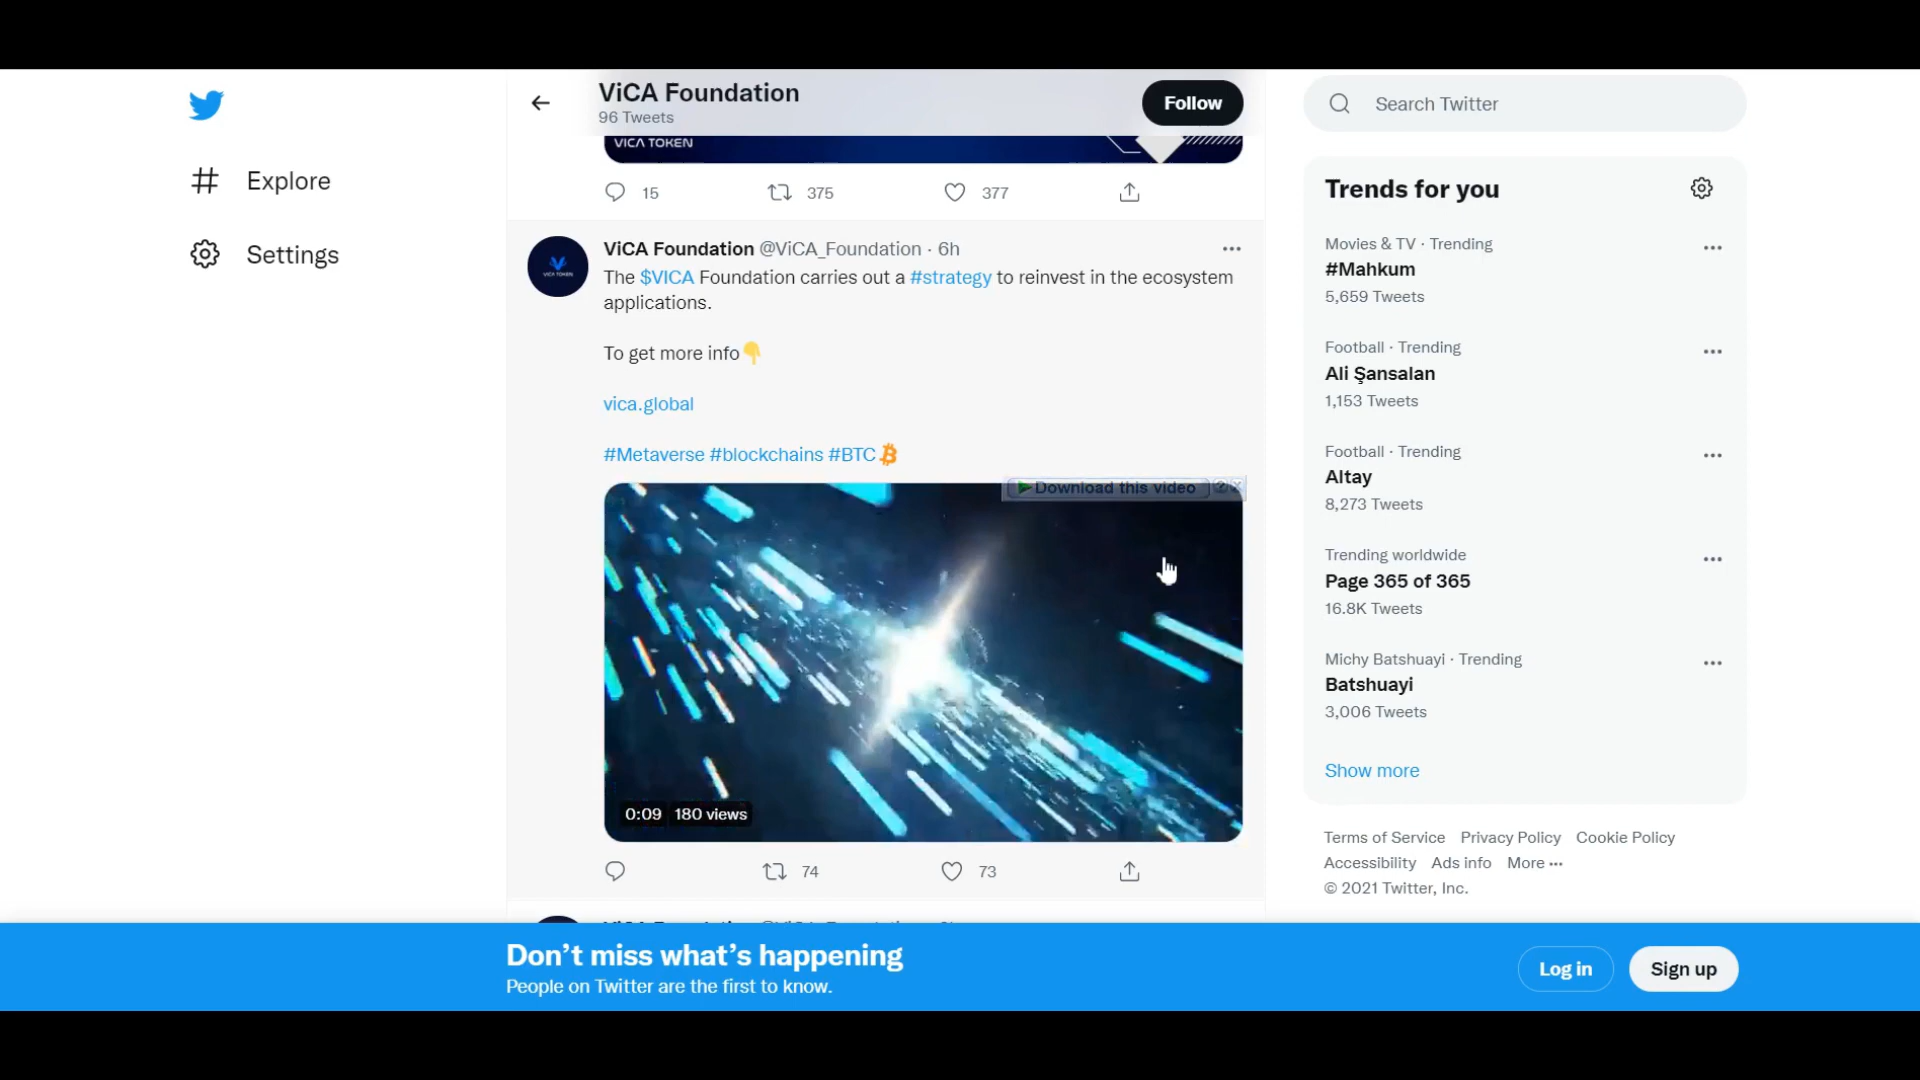 ViCA Foundation
96 Tweets
Follow
Search Twitter
Explore
Settings
VICA TOKEN
15 375 377
ViCA Foundation @ViCA_Foundation · 6h
The $VICA Foundation carries out a #strategy to reinvest in the ecosystem
applications.
To get more info👇
vica.global
#Metaverse #blockchains #BTC
VICA TOKEN
Download this video
0:09 180 views
74 73
Trends for you
Movies & TV · Trending
#Mahkum
5,659 Tweets
Football · Trending
Ali Şansalan
1,153 Tweets
Football · Trending
Altay
8,273 Tweets
Trending worldwide
Page 365 of 365
16.8K Tweets
Michy Batshuayi · Trending
Batshuayi
3,006 Tweets
Show more
Terms of Service Privacy Policy Cookie Policy
Accessibility Ads info More ···
© 2021 Twitter, Inc.
Don’t miss what’s happening
People on Twitter are the first to know.
Log in
Sign up